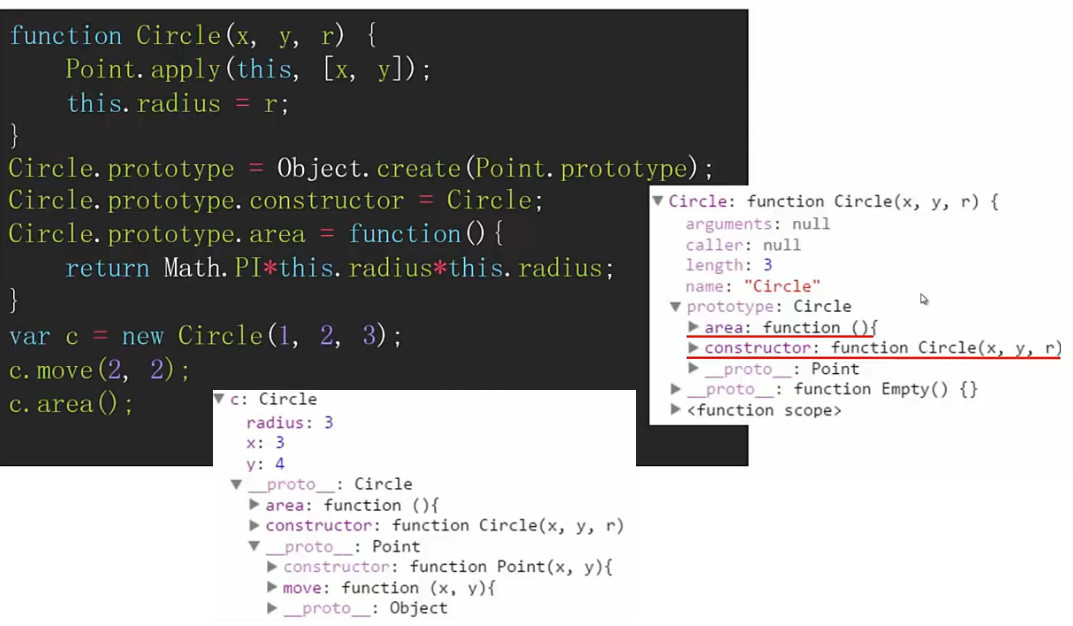 function Circle(x, y, r) {
    Point.apply(this, [x, y]);
    this.radius = r;
}
Circle.prototype = Object.create(Point.prototype);
Circle.prototype.constructor = Circle;
Circle.prototype.area = function(){
    return Math.PI*this.radius*this.radius;
}
var c = new Circle(1, 2, 3);
c.move(2, 2);
c.area();
▼ Circle: function Circle(x, y, r) {
    arguments: null
    caller: null
    length: 3
    name: "Circle"
  ▼ prototype: Circle
    ▶ area: function (){
    ▶ constructor: function Circle(x, y, r)
    ▶ __proto__: Point
  ▶ __proto__: function Empty() {}
  ▶ <function scope>
▼ c: Circle
    radius: 3
    x: 3
    y: 4
  ▼ __proto__: Circle
    ▶ area: function (){
    ▶ constructor: function Circle(x, y, r)
    ▼ __proto__: Point
      ▶ constructor: function Point(x, y){
      ▶ move: function (x, y){
      ▶ __proto__: Object